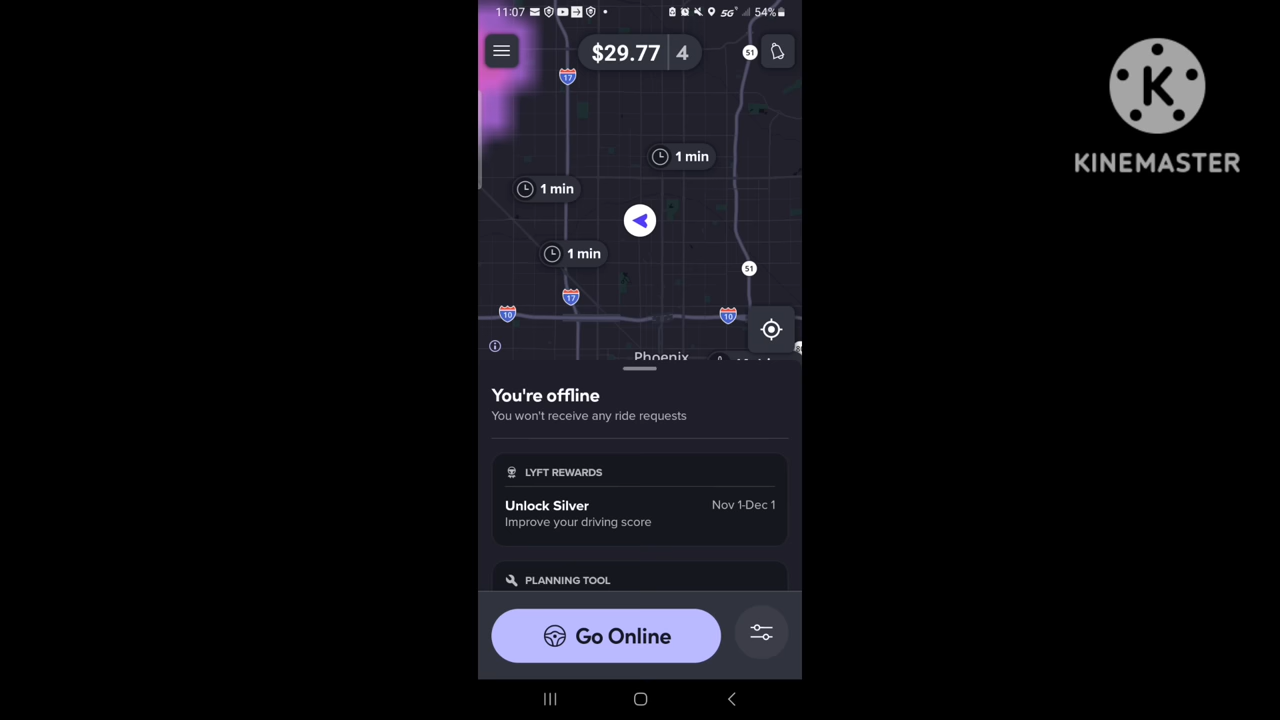 11:07
5G
54%
$29.77 4
51
17
1 min
1 min
1 min
51
17
10
10
Phoenix
You're offline
You won't receive any ride requests
LYFT REWARDS
Unlock Silver
Nov 1-Dec 1
Improve your driving score
PLANNING TOOL
Go Online
K
KINEMASTER